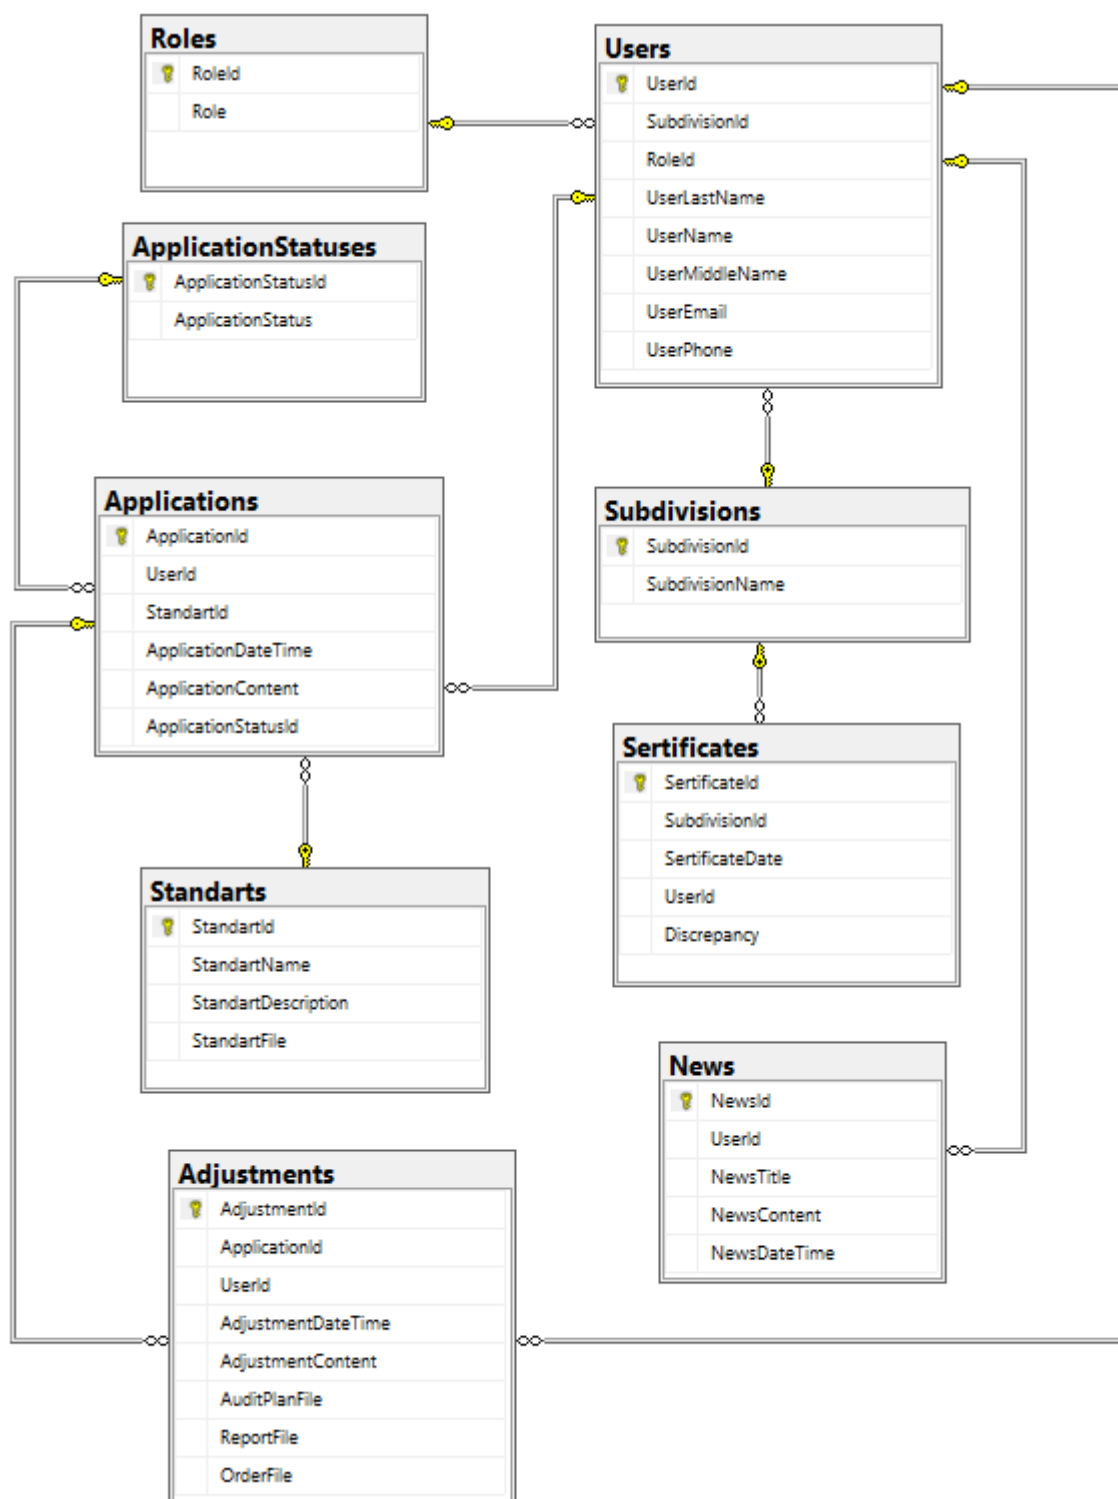 Roles
RoleId
Role
Users
UserId
SubdivisionId
RoleId
UserLastName
UserName
UserMiddleName
UserEmail
UserPhone
ApplicationStatuses
ApplicationStatusId
ApplicationStatus
Applications
ApplicationId
UserId
StandartId
ApplicationDateTime
ApplicationContent
ApplicationStatusId
Subdivisions
SubdivisionId
SubdivisionName
Sertificates
SertificateId
SubdivisionId
SertificateDate
UserId
Discrepancy
Standarts
StandartId
StandartName
StandartDescription
StandartFile
News
NewsId
UserId
NewsTitle
NewsContent
NewsDateTime
Adjustments
AdjustmentId
ApplicationId
UserId
AdjustmentDateTime
AdjustmentContent
AuditPlanFile
ReportFile
OrderFile